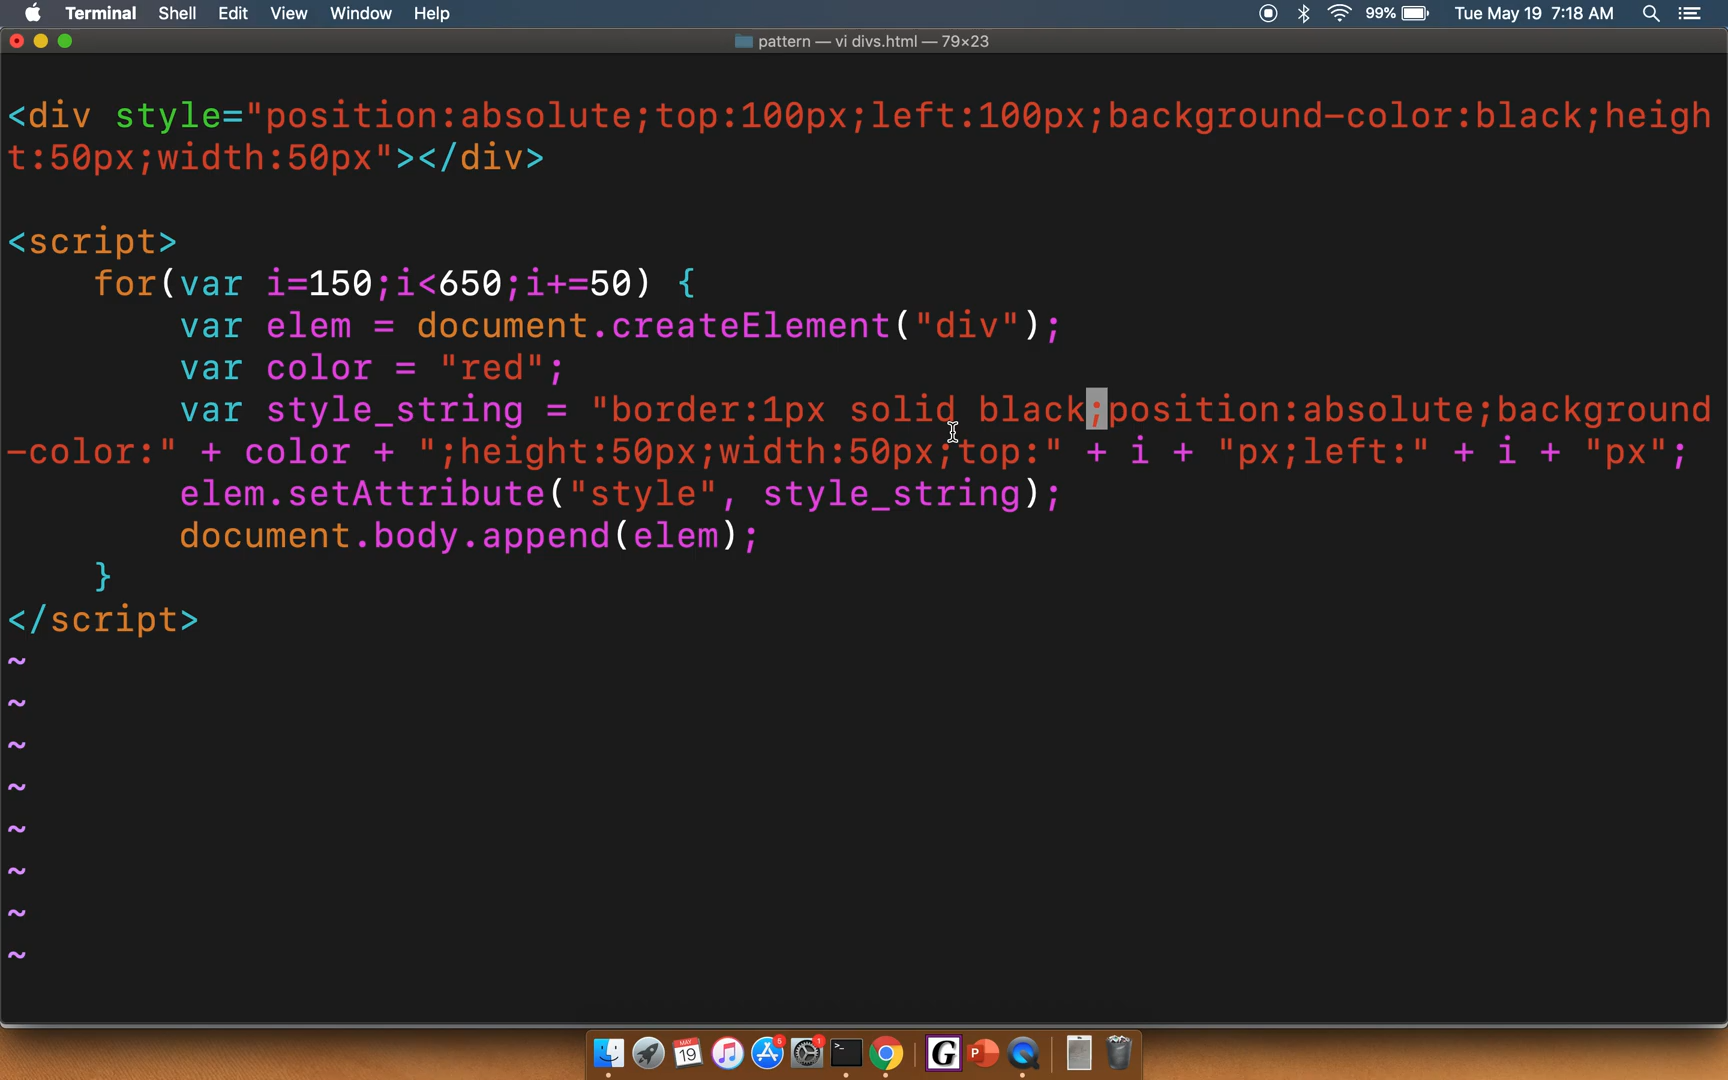 Terminal Shell Edit View Window Help 99% Tue May 19 7:18 AM
pattern — vi divs.html — 79×23
<div style="position:absolute;top:100px;left:100px;background-color:black;heigh
t:50px;width:50px"></div>
<script>
    for(var i=150;i<650;i+=50) {
        var elem = document.createElement("div");
        var color = "red";
        var style_string = "border:1px solid black;position:absolute;background
-color:" + color + ";height:50px;width:50px;top:" + i + "px;left:" + i + "px";
        elem.setAttribute("style", style_string);
        document.body.append(elem);
    }
</script>
~
~
~
~
~
~
~
~
MAY
19
6
1
>_
G
P